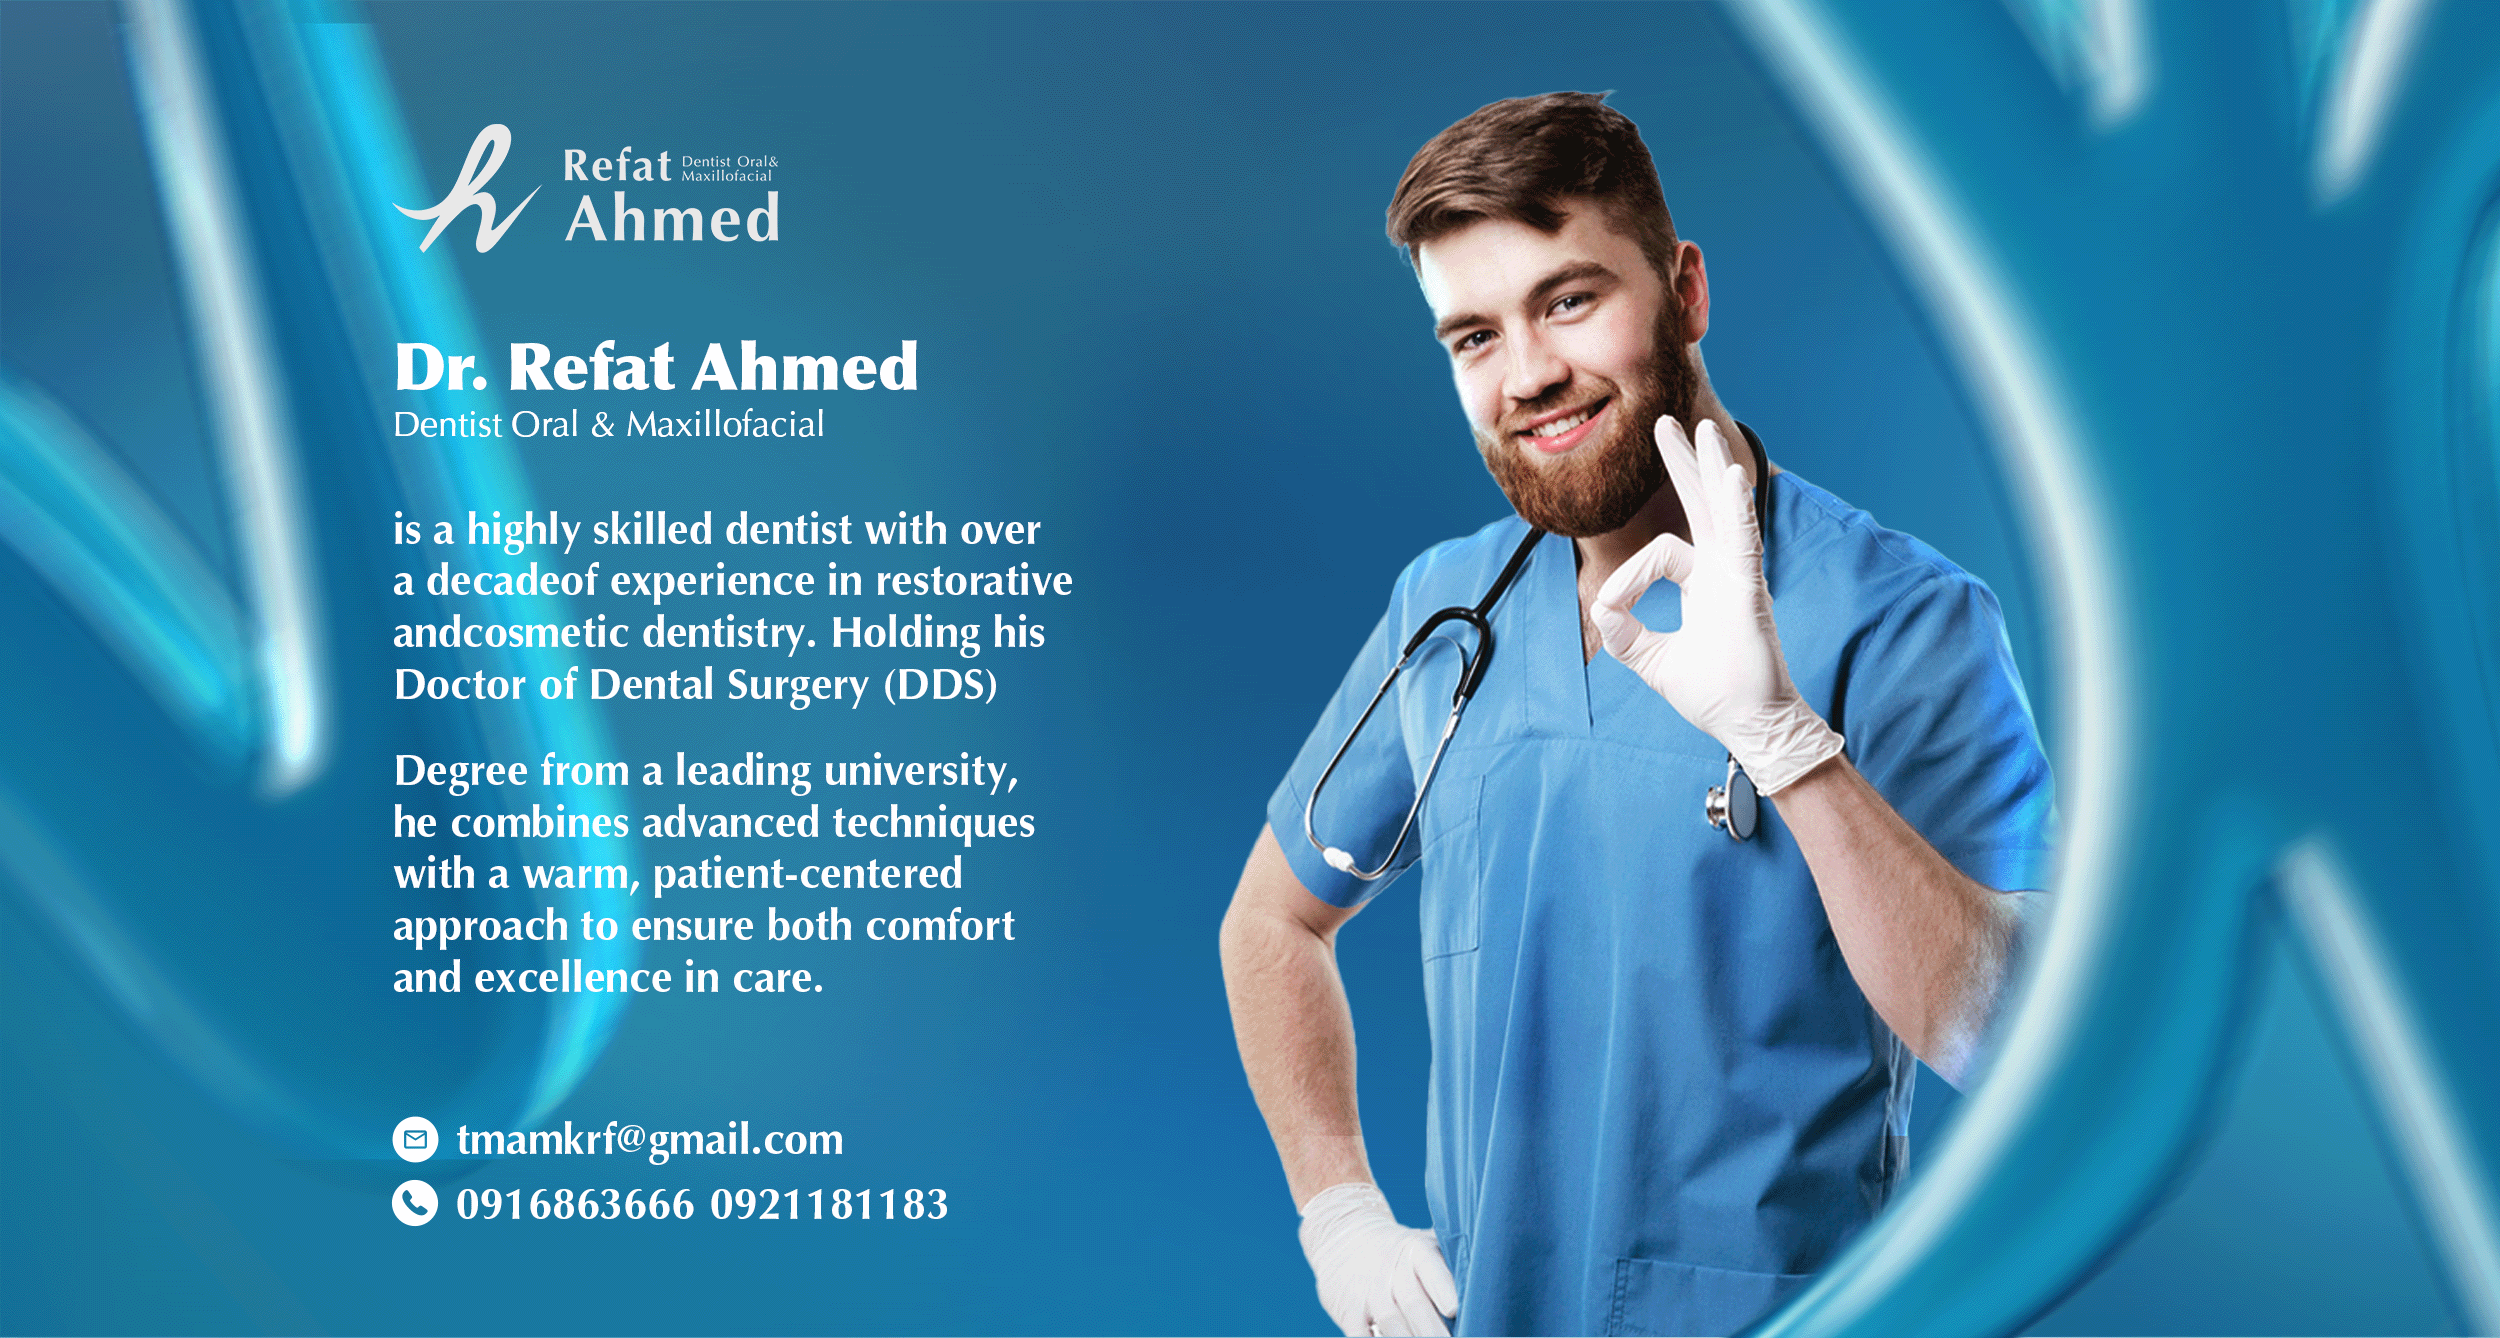 Refat Dentist Oral&
Maxillofacial
Ahmed
Dr. Refat Ahmed
Dentist Oral & Maxillofacial
is a highly skilled dentist with over
a decadeof experience in restorative
andcosmetic dentistry. Holding his
Doctor of Dental Surgery (DDS)
Degree from a leading university,
he combines advanced techniques
with a warm, patient-centered
approach to ensure both comfort
and excellence in care.
tmamkrf@gmail.com
0916863666 0921181183